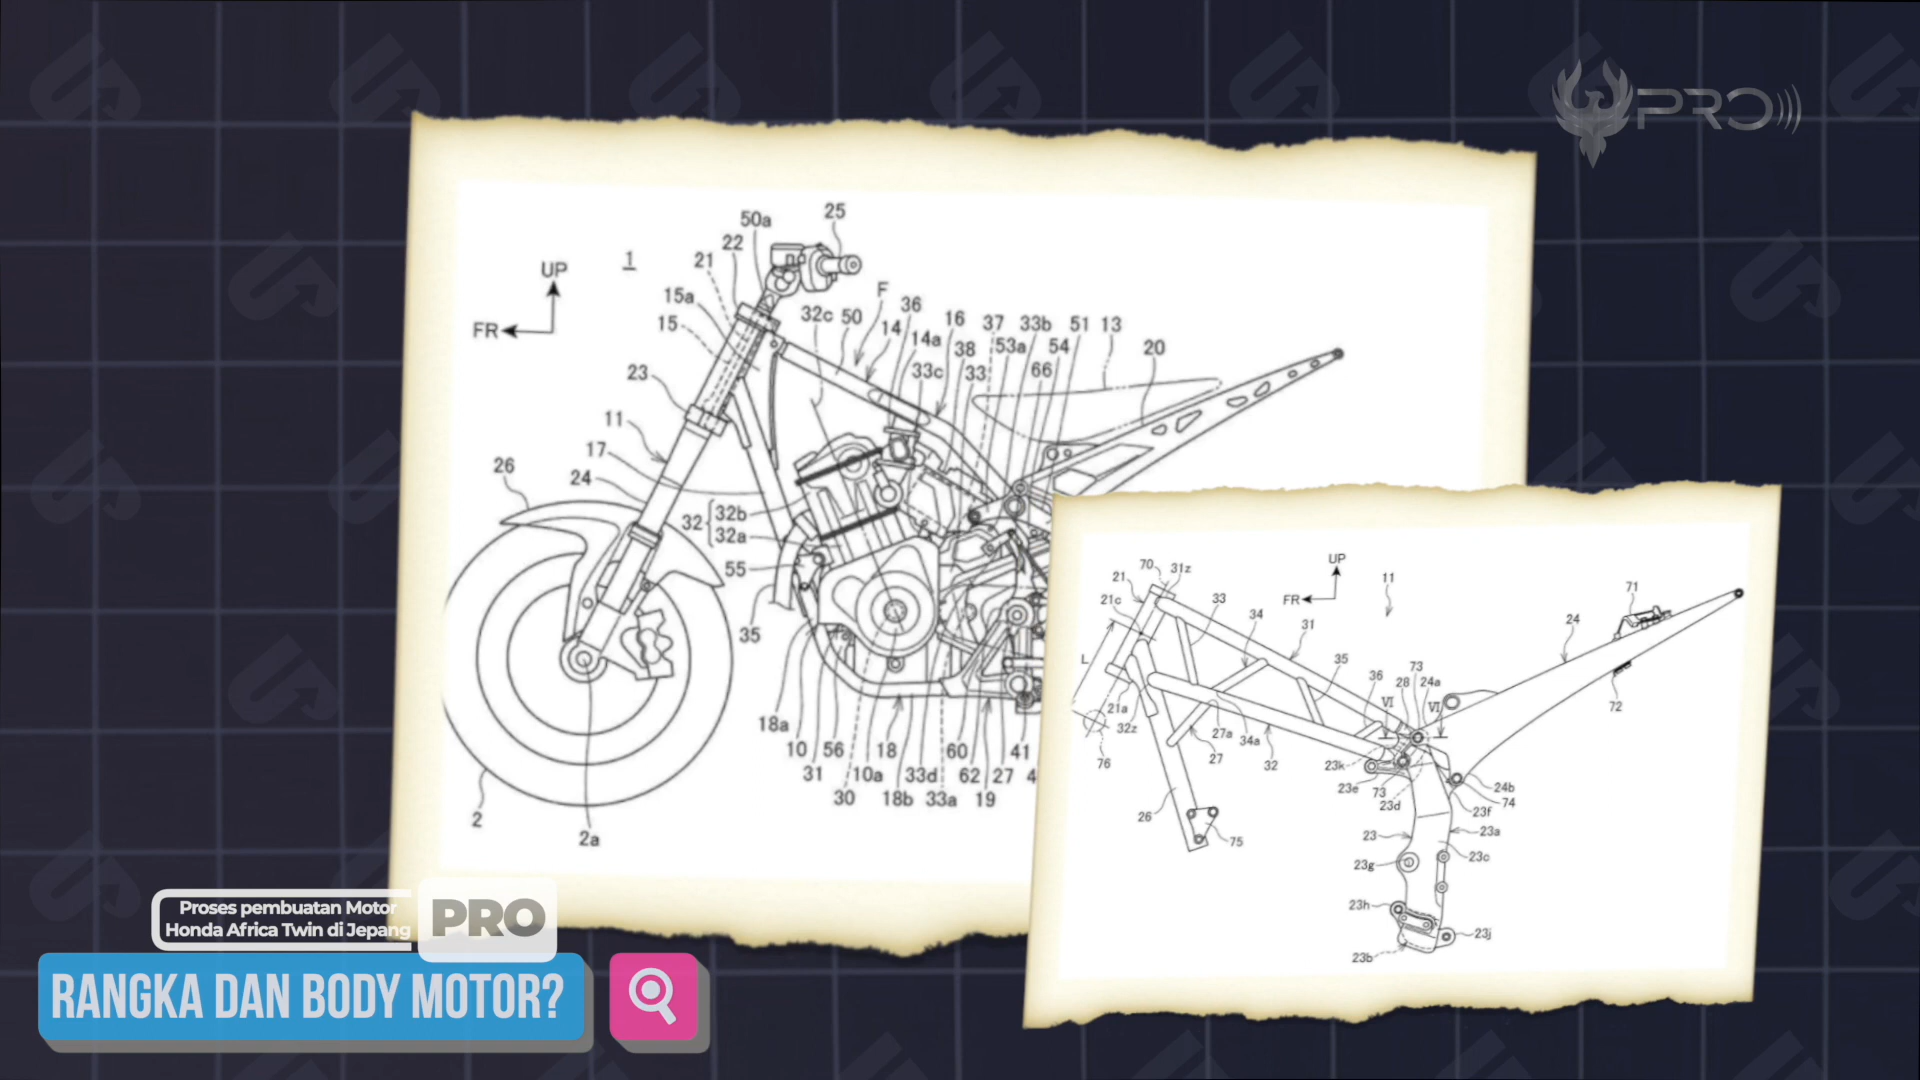 PRO
50a
25
22
21
1
UP
15a
F
36
32c
50
15
FR
14
16
37
33b
51
13
14a
53a
54
20
38
33c
33
66
23
11
17
26
24
32
32b
32a
55
35
18a
10
56
18
60
41
31
10a
33d
62
27
4
30
18b
33a
19
2
2a
UP
70
31z
21
11
71
21c
33
FR
34
24
31
L
35
73
36
28
24a
VI
VI
72
21a
32z
27a
34a
76
27
32
23k
23e
73
24b
23d
74
23f
26
75
23
23a
23c
23g
23h
23j
23b
Proses pembuatan Motor
Honda Africa Twin di Jepang
PRO
RANGKA DAN BODY MOTOR?